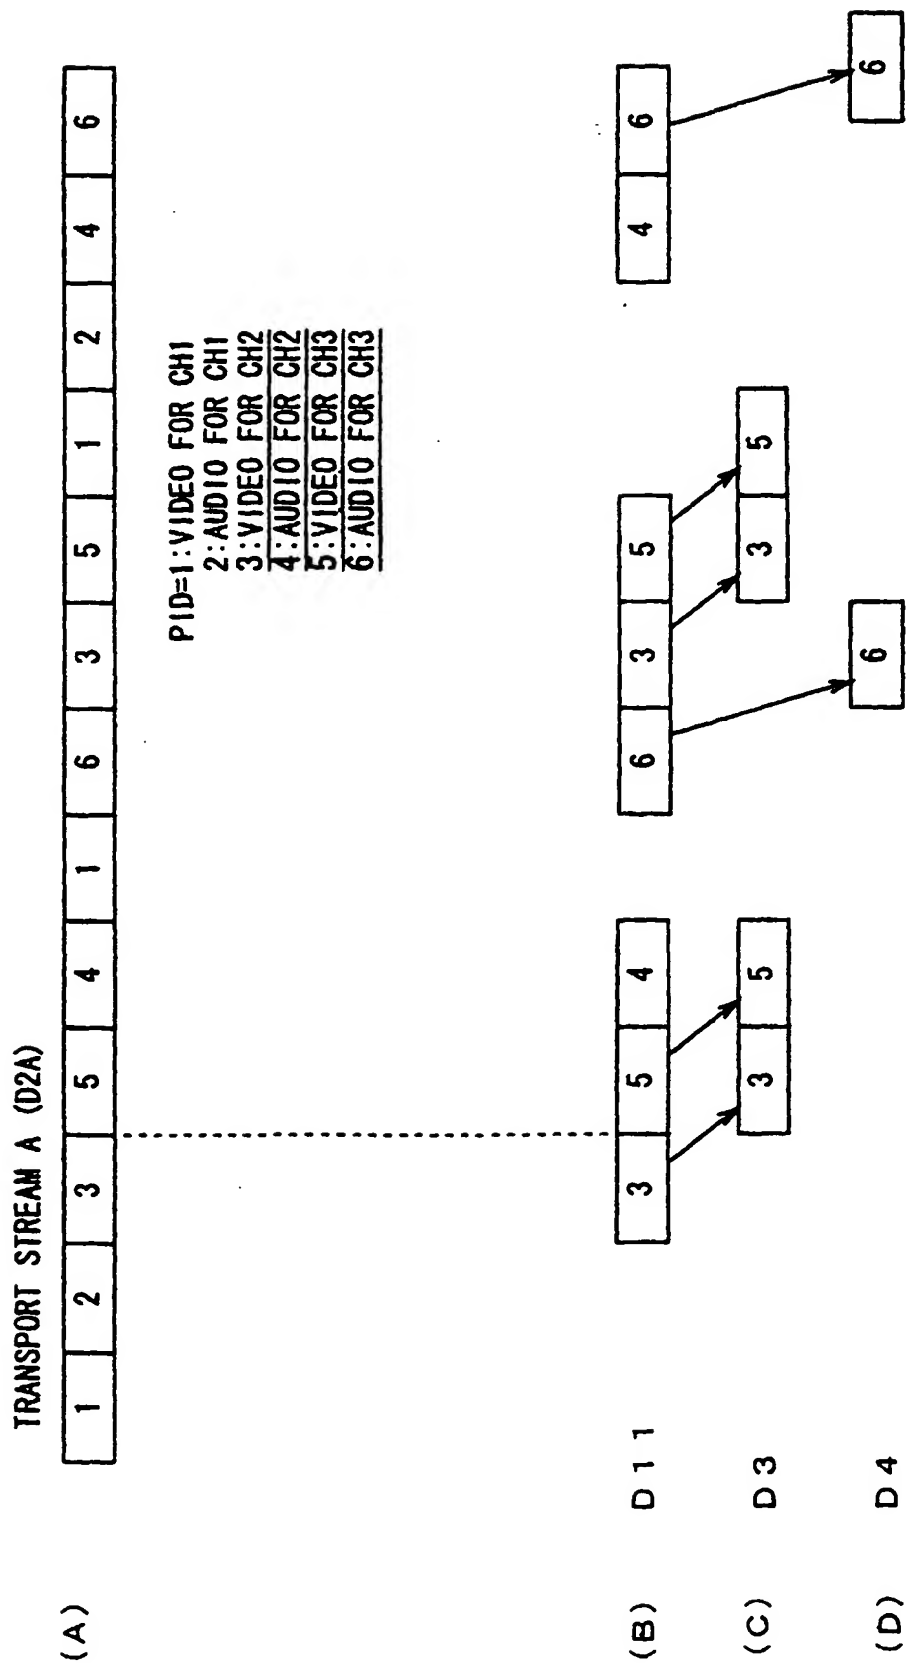 TRANSPORT STREAM A (D2A)
(A) 1 2 3 5 4 1 6 3 5 1 2 4 6
PID=1:VIDEO FOR CH1
2:AUDIO FOR CH1
3:VIDEO FOR CH2
4:AUDIO FOR CH2
5:VIDEO FOR CH3
6:AUDIO FOR CH3
(B) D11 3 5 4 6 3 5 4 6
(C) D3 3 5 3 5
(D) D4 6 6